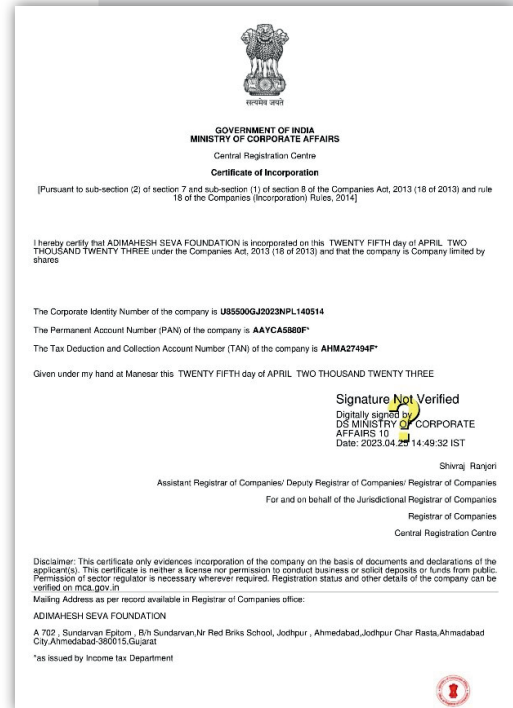 सत्यमेव जयते
GOVERNMENT OF INDIA
MINISTRY OF CORPORATE AFFAIRS
Central Registration Centre
Certificate of Incorporation
[Pursuant to sub-section (2) of section 7 and sub-section (1) of section 8 of the Companies Act, 2013 (18 of 2013) and rule
18 of the Companies (Incorporation) Rules, 2014]
I hereby certify that ADIMAHESH SEVA FOUNDATION is incorporated on this TWENTY FIFTH day of APRIL TWO
THOUSAND TWENTY THREE under the Companies Act, 2013 (18 of 2013) and that the company is Company limited by
shares
The Corporate Identity Number of the company is U85500GJ2023NPL140514
The Permanent Account Number (PAN) of the company is AAYCA5880F*
The Tax Deduction and Collection Account Number (TAN) of the company is AHMA27494F*
Given under my hand at Manesar this TWENTY FIFTH day of APRIL TWO THOUSAND TWENTY THREE
Signature Not Verified
Digitally signed by
DS MINISTRY OF CORPORATE
AFFAIRS 10
Date: 2023.04.25 14:49:32 IST
Shivraj Ranjeri
Assistant Registrar of Companies/ Deputy Registrar of Companies/ Registrar of Companies
For and on behalf of the Jurisdictional Registrar of Companies
Registrar of Companies
Central Registration Centre
Disclaimer: This certificate only evidences incorporation of the company on the basis of documents and declarations of the
applicant(s). This certificate is neither a license nor permission to conduct business or solicit deposits or funds from public.
Permission of sector regulator is necessary wherever required. Registration status and other details of the company can be
verified on mca.gov.in
Mailing Address as per record available in Registrar of Companies office:
ADIMAHESH SEVA FOUNDATION
A 702 , Sundarvan Epitom , B/h Sundarvan,Nr Red Briks School, Jodhpur , Ahmedabad,Jodhpur Char Rasta,Ahmadabad
City,Ahmedabad-380015,Gujarat
*as issued by Income tax Department